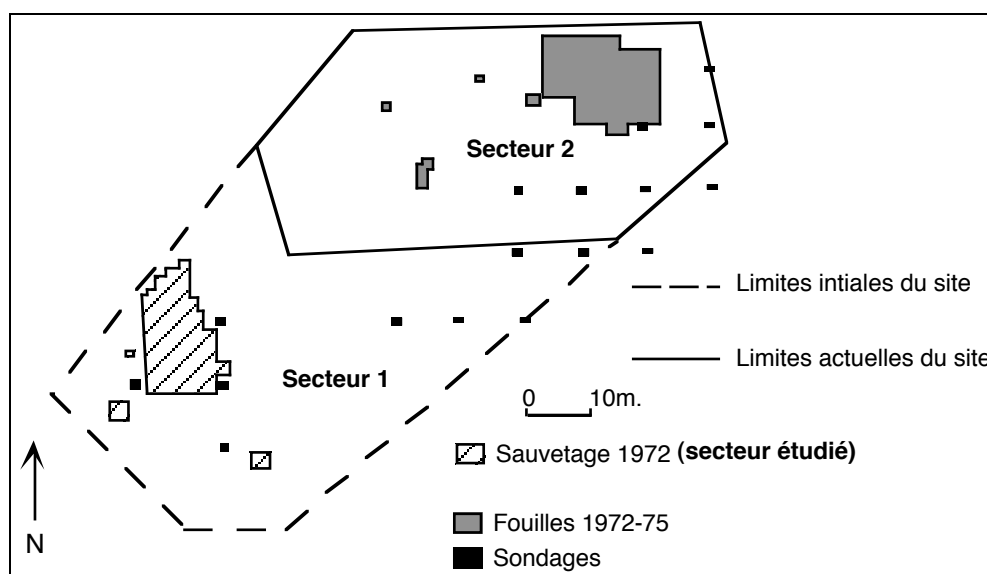 Secteur 2
Limites intiales du site
Limites actuelles du site
Secteur 1
0 10m.
Sauvetage 1972 (secteur étudié)
N
Fouilles 1972-75
Sondages